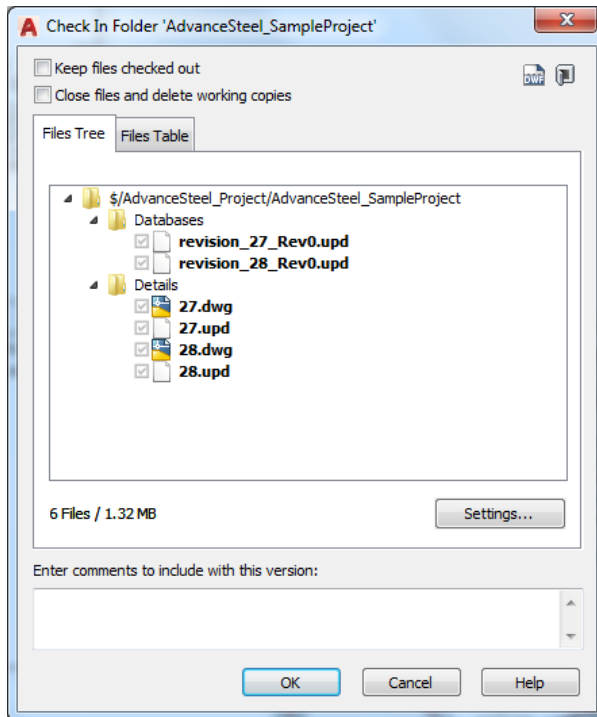 A Check In Folder 'AdvanceSteel_SampleProject'
Keep files checked out
Close files and delete working copies
DWF
Files Tree Files Table
$/AdvanceSteel_Project/AdvanceSteel_SampleProject
Databases
revision_27_Rev0.upd
revision_28_Rev0.upd
Details
27.dwg
27.upd
28.dwg
28.upd
6 Files / 1.32 MB Settings...
Enter comments to include with this version:
OK Cancel Help